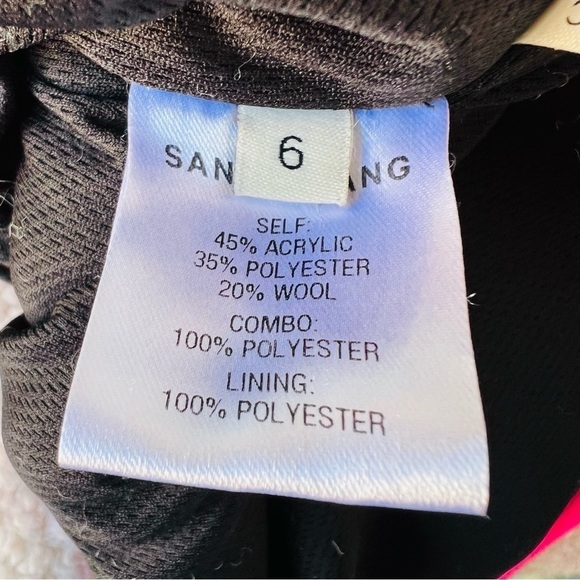 6
SAN ANG
SELF:
45% ACRYLIC
35% POLYESTER
20% WOOL
COMBO:
100% POLYESTER
LINING:
100% POLYESTER